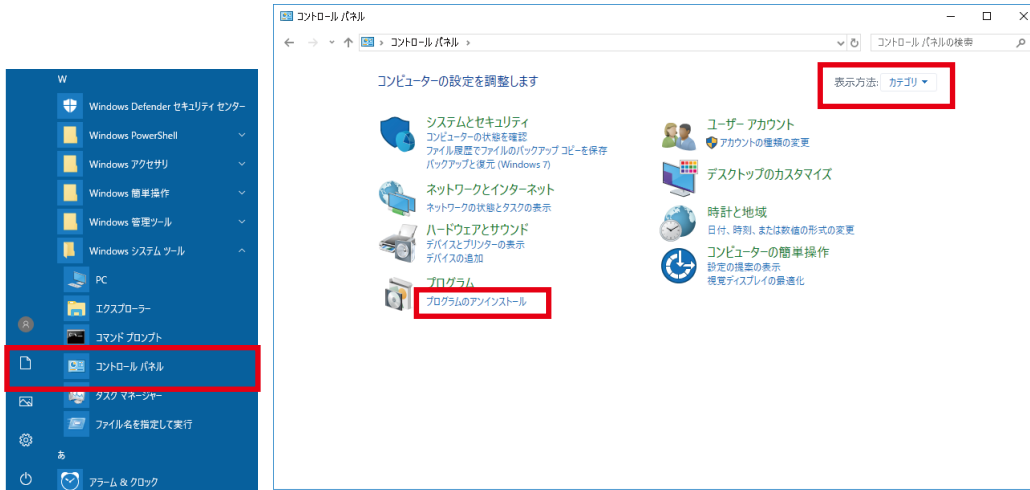 W
Windows Defender セキュリティ センター
Windows PowerShell
Windows アクセサリ
Windows 簡単操作
Windows 管理ツール
Windows システム ツール
PC
エクスプローラー
コマンド プロンプト
コントロール パネル
タスク マネージャー
ファイル名を指定して実行
あ
アラーム & クロック
コントロール パネル
コントロール パネル
コントロール パネルの検索
コンピューターの設定を調整します
表示方法: カテゴリ
システムとセキュリティ
コンピューターの状態を確認
ファイル履歴でファイルのバックアップ コピーを保存
バックアップと復元 (Windows 7)
ネットワークとインターネット
ネットワークの状態とタスクの表示
ハードウェアとサウンド
デバイスとプリンターの表示
デバイスの追加
プログラム
プログラムのアンインストール
ユーザー アカウント
アカウントの種類の変更
デスクトップのカスタマイズ
時計と地域
日付、時刻、または数値の形式の変更
コンピューターの簡単操作
設定の提案の表示
視覚ディスプレイの最適化